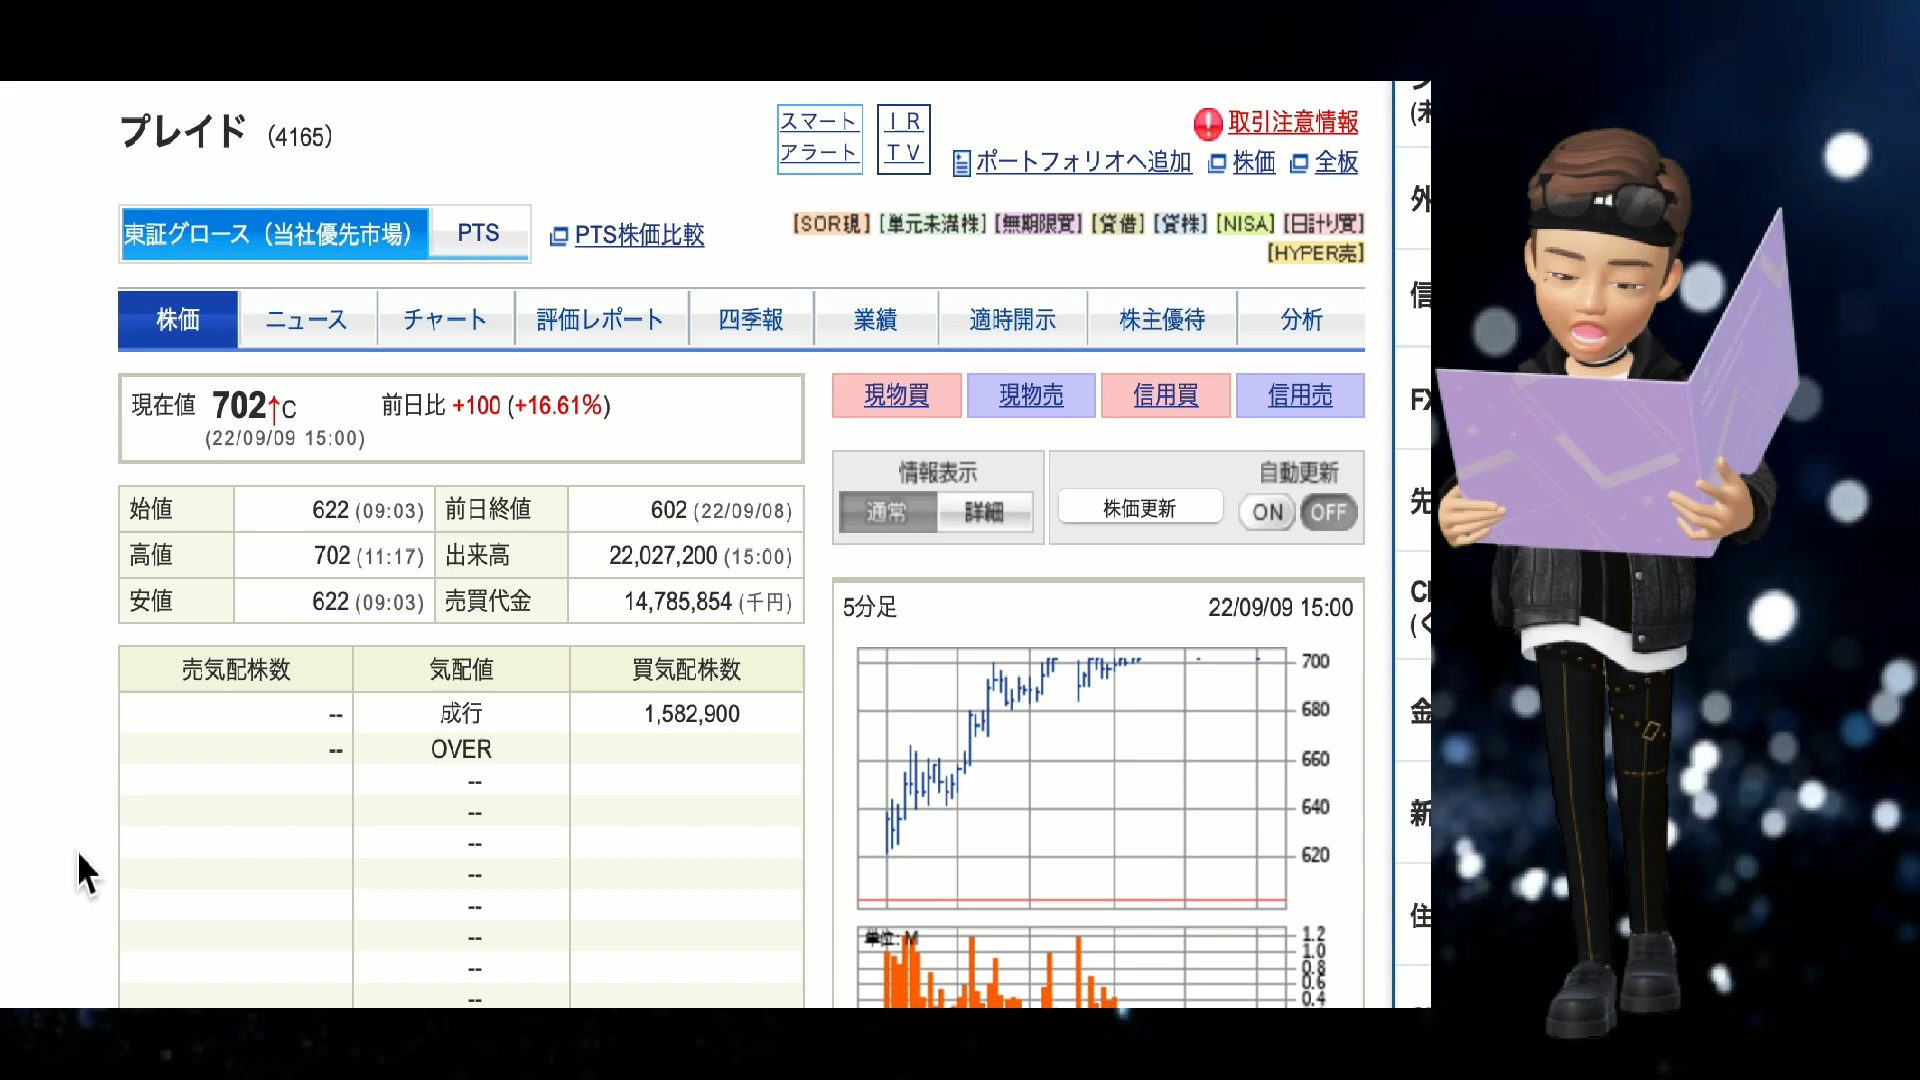 プレイド (4165)
スマート
アラート
IR
TV
取引注意情報
ポートフォリオへ追加 株価 全板
東証グロース（当社優先市場） PTS PTS株価比較
[SOR現] [単元未満株] [無期限買] [貸借] [貸株] [NISA] [日計り買]
[HYPER売]
株価 ニュース チャート 評価レポート 四季報 業績 適時開示 株主優待 分析
現在値 702↑C 前日比 +100 (+16.61%)
(22/09/09 15:00)
現物買 現物売 信用買 信用売
情報表示
通常 詳細
自動更新
株価更新 ON OFF
始値 622 (09:03) 前日終値 602 (22/09/08)
高値 702 (11:17) 出来高 22,027,200 (15:00)
安値 622 (09:03) 売買代金 14,785,854 (千円)
売気配株数 気配値 買気配株数
-- 成行 1,582,900
-- OVER
--
--
--
--
--
--
--
--
5分足 22/09/09 15:00
700
680
660
640
620
単位: M
1.2
1.0
0.8
0.6
0.4
外
信
先
金
新
住